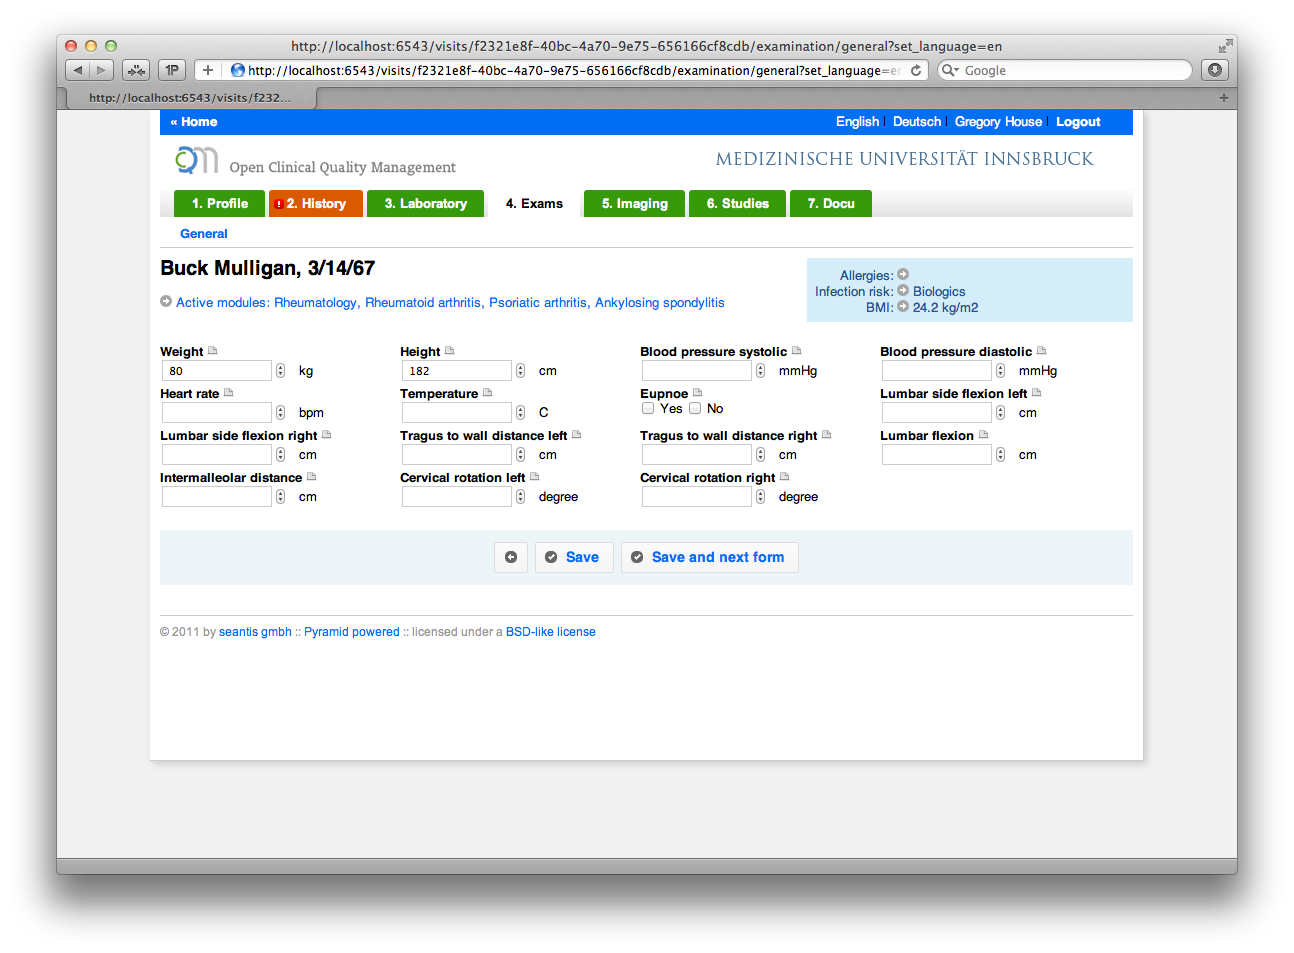 http://localhost:6543/visits/f2321e8f-40bc-4a70-9e75-656166cf8cdb/examination/general?set_language=en
1P + http://localhost:6543/visits/f2321e8f-40bc-4a70-9e75-656166cf8cdb/examination/general?set_language=en Google
http://localhost:6543/visits/f232... +
« Home English Deutsch Gregory House Logout
QM Open Clinical Quality Management MEDIZINISCHE UNIVERSITÄT INNSBRUCK
1. Profile ! 2. History 3. Laboratory 4. Exams 5. Imaging 6. Studies 7. Docu
General
Buck Mulligan, 3/14/67
Allergies:
Infection risk: Biologics
BMI: 24.2 kg/m2
Active modules: Rheumatology, Rheumatoid arthritis, Psoriatic arthritis, Ankylosing spondylitis
Weight Height Blood pressure systolic Blood pressure diastolic
80 kg 182 cm mmHg mmHg
Heart rate Temperature Eupnoe Lumbar side flexion left
bpm C Yes No cm
Lumbar side flexion right Tragus to wall distance left Tragus to wall distance right Lumbar flexion
cm cm cm cm
Intermalleolar distance Cervical rotation left Cervical rotation right
cm degree degree
Save Save and next form
© 2011 by seantis gmbh :: Pyramid powered :: licensed under a BSD-like license